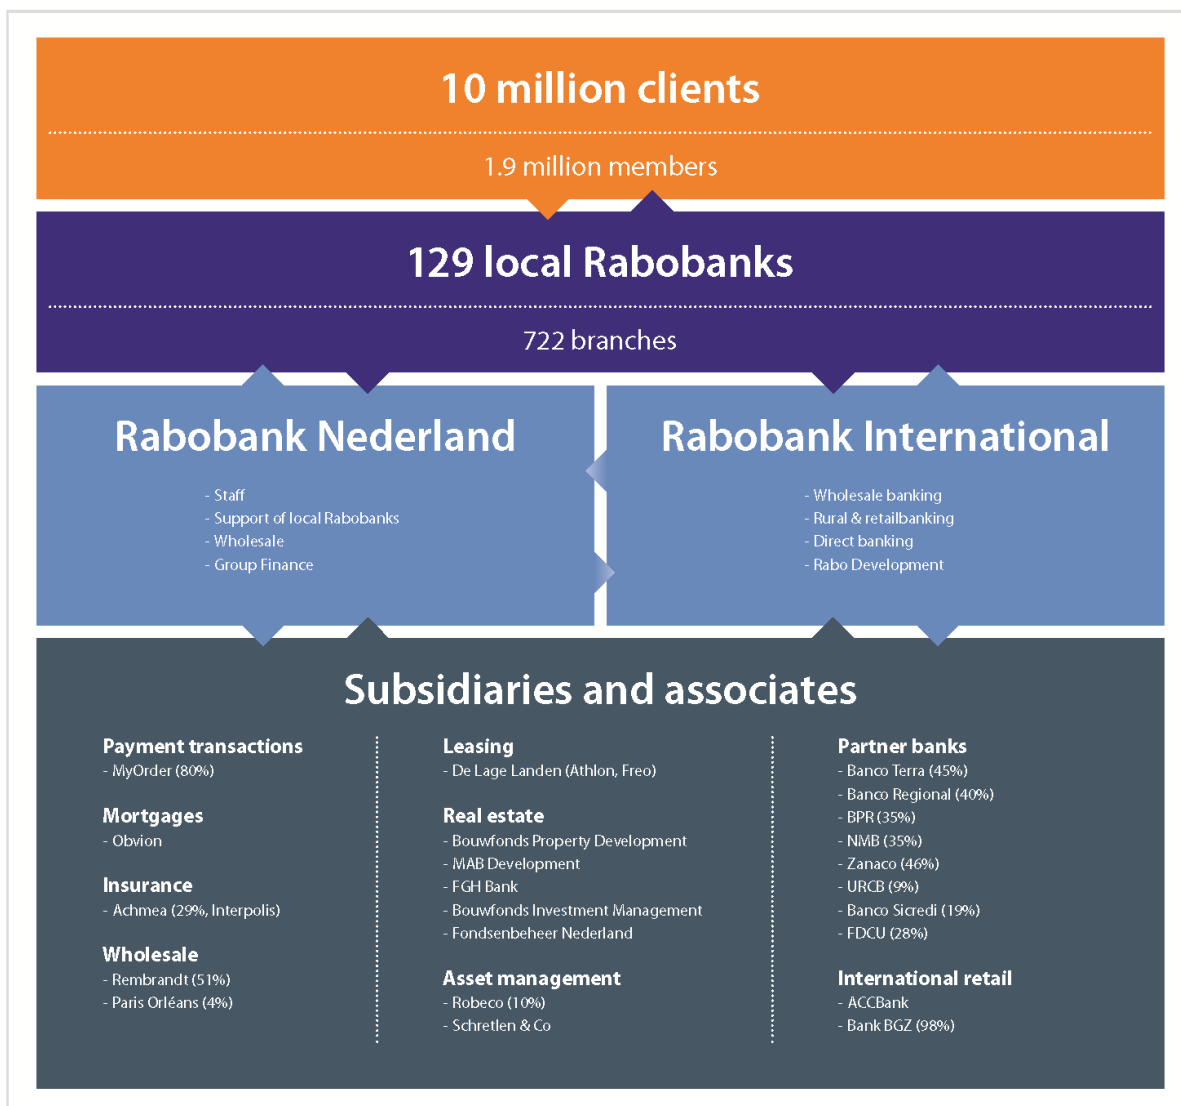 10 million clients
1.9 million members
129 local Rabobanks
722 branches
Rabobank Nederland
- Staff
- Support of local Rabobanks
- Wholesale
- Group Finance
Rabobank International
- Wholesale banking
- Rural & retailbanking
- Direct banking
- Rabo Development
Subsidiaries and associates
Payment transactions
- MyOrder (80%)
Mortgages
- Obvion
Insurance
- Achmea (29%, Interpolis)
Wholesale
- Rembrandt (51%)
- Paris Orléans (4%)
Leasing
- De Lage Landen (Athlon, Freo)
Real estate
- Bouwfonds Property Development
- MAB Development
- FGH Bank
- Bouwfonds Investment Management
- Fondsenbeheer Nederland
Asset management
- Robeco (10%)
- Schretlen & Co
Partner banks
- Banco Terra (45%)
- Banco Regional (40%)
- BPR (35%)
- NMB (35%)
- Zanaco (46%)
- URCB (9%)
- Banco Sicredi (19%)
- FDCU (28%)
International retail
- ACCBank
- Bank BGZ (98%)